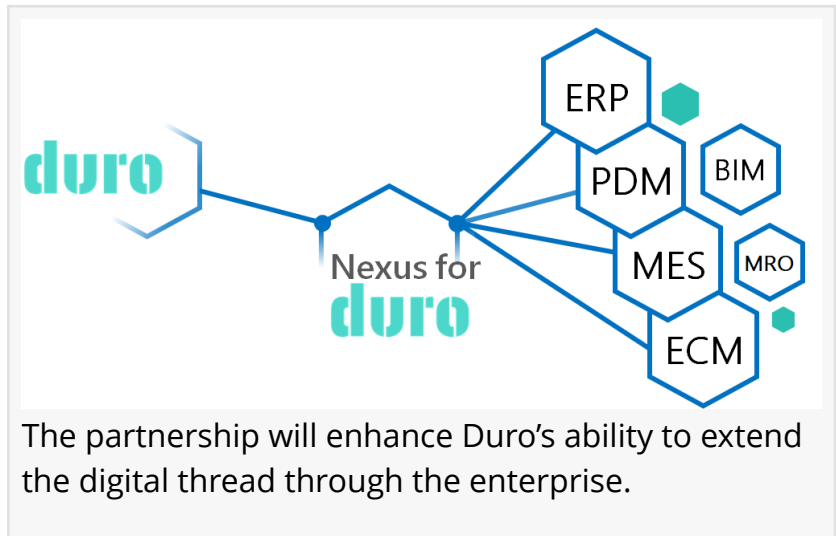 duro
Nexus for
duro
ERP
PDM
BIM
MES
MRO
ECM
The partnership will enhance Duro’s ability to extend
the digital thread through the enterprise.